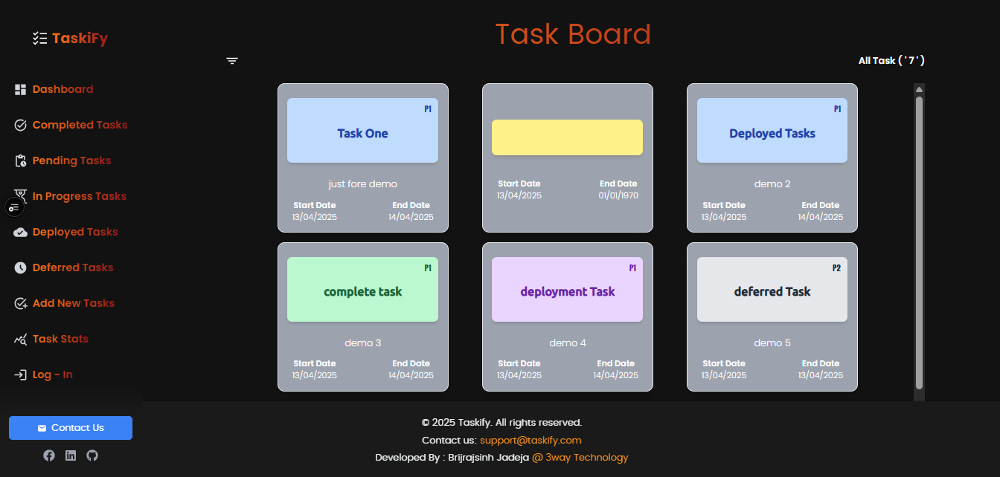 TaskiFy
Dashboard
Completed Tasks
Pending Tasks
In Progress Tasks
Deployed Tasks
Deferred Tasks
Add New Tasks
Task Stats
Log - In
Contact Us
Task Board
All Task ( ' 7 ' )
P1
Task One
just fore demo
Start Date End Date
13/04/2025 14/04/2025
Start Date End Date
13/04/2025 01/01/1970
P1
Deployed Tasks
demo 2
Start Date End Date
13/04/2025 14/04/2025
P1
complete task
demo 3
Start Date End Date
13/04/2025 14/04/2025
P1
deployment Task
demo 4
Start Date End Date
13/04/2025 14/04/2025
P2
deferred Task
demo 5
Start Date End Date
13/04/2025 13/04/2025
© 2025 Taskify. All rights reserved.
Contact us: support@taskify.com
Developed By : Brijrajsinh Jadeja @ 3way Technology